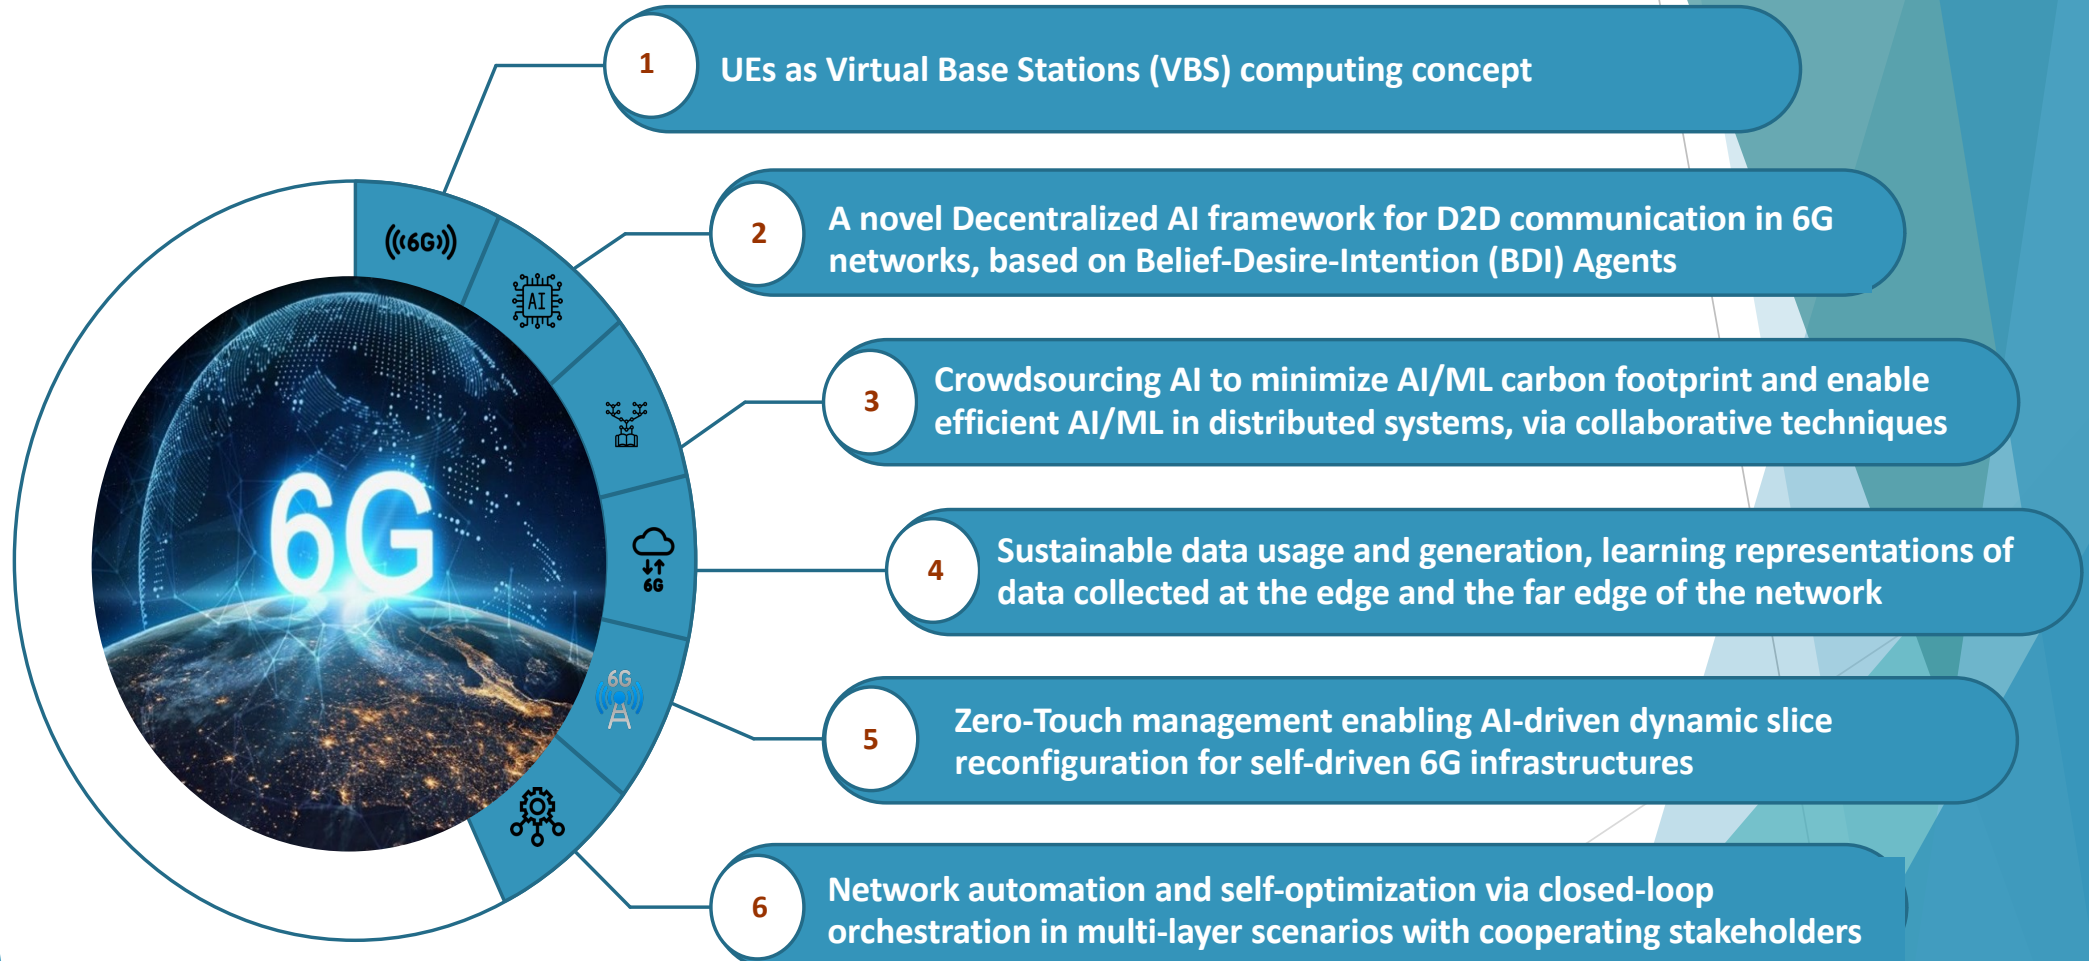 1
UEs as Virtual Base Stations (VBS) computing concept
2
A novel Decentralized AI framework for D2D communication in 6G
networks, based on Belief-Desire-Intention (BDI) Agents
3
Crowdsourcing AI to minimize AI/ML carbon footprint and enable
efficient AI/ML in distributed systems, via collaborative techniques
4
Sustainable data usage and generation, learning representations of
data collected at the edge and the far edge of the network
5
Zero-Touch management enabling AI-driven dynamic slice
reconfiguration for self-driven 6G infrastructures
6
Network automation and self-optimization via closed-loop
orchestration in multi-layer scenarios with cooperating stakeholders
(((6G)))
AI
6G
6G
6G